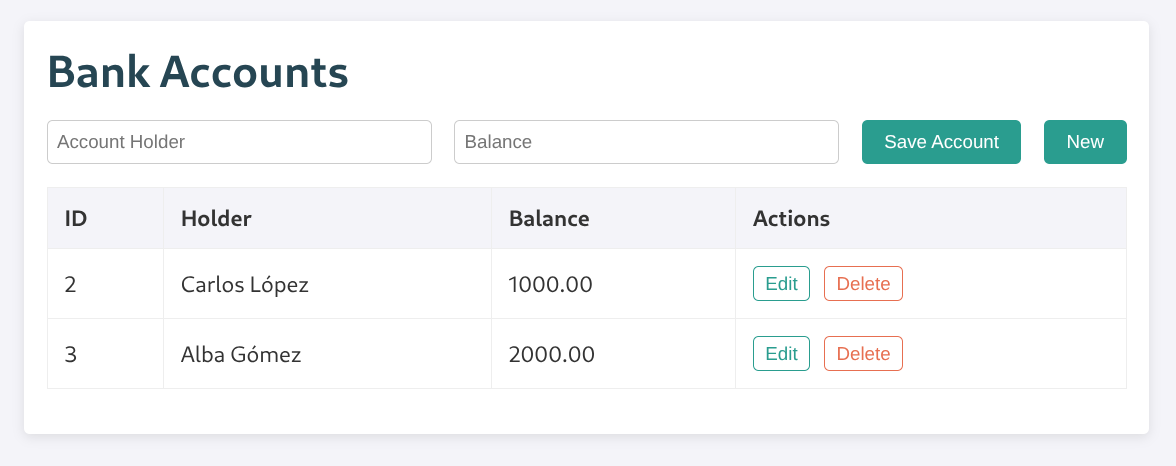 Bank Accounts
Account Holder Balance Save Account New
ID Holder Balance Actions
2 Carlos López 1000.00 Edit Delete
3 Alba Gómez 2000.00 Edit Delete